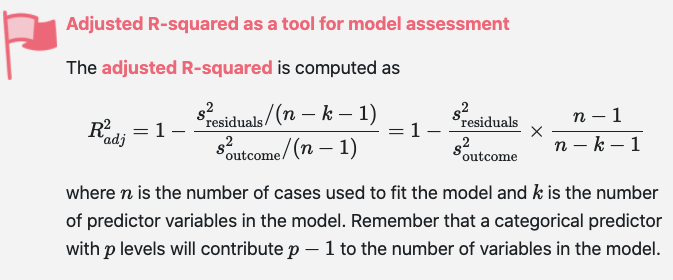 Adjusted R-squared as a tool for model assessment
The adjusted R-squared is computed as
$$R^2_{adj} = 1 - \frac{s^2_{\text{residuals}}/(n-k-1)}{s^2_{\text{outcome}}/(n-1)} = 1 - \frac{s^2_{\text{residuals}}}{s^2_{\text{outcome}}} \times \frac{n-1}{n-k-1}$$
where n is the number of cases used to fit the model and k is the number
of predictor variables in the model. Remember that a categorical predictor
with p levels will contribute p − 1 to the number of variables in the model.